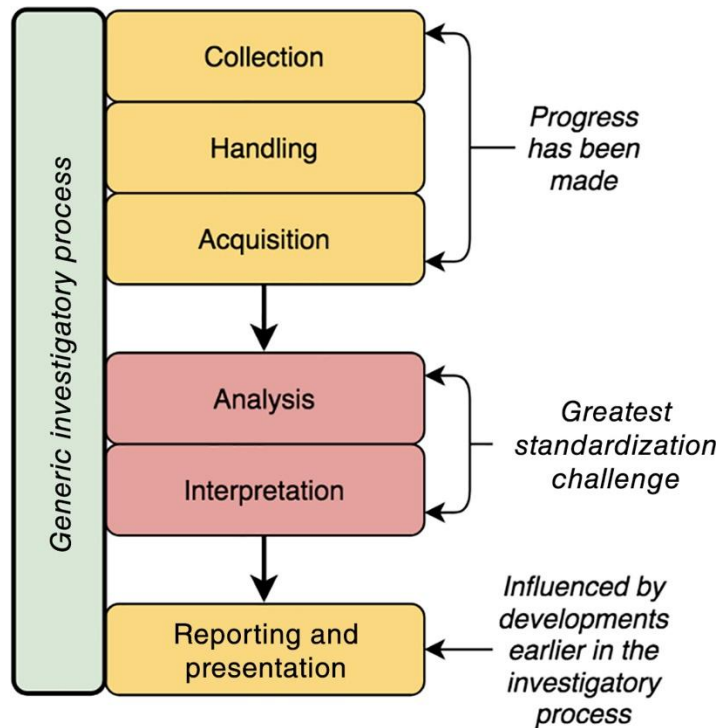 Generic investigatory process
Collection
Handling
Acquisition
Progress
has been
made
Analysis
Interpretation
Greatest
standardization
challenge
Reporting and
presentation
Influenced by
developments
earlier in the
investigatory
process